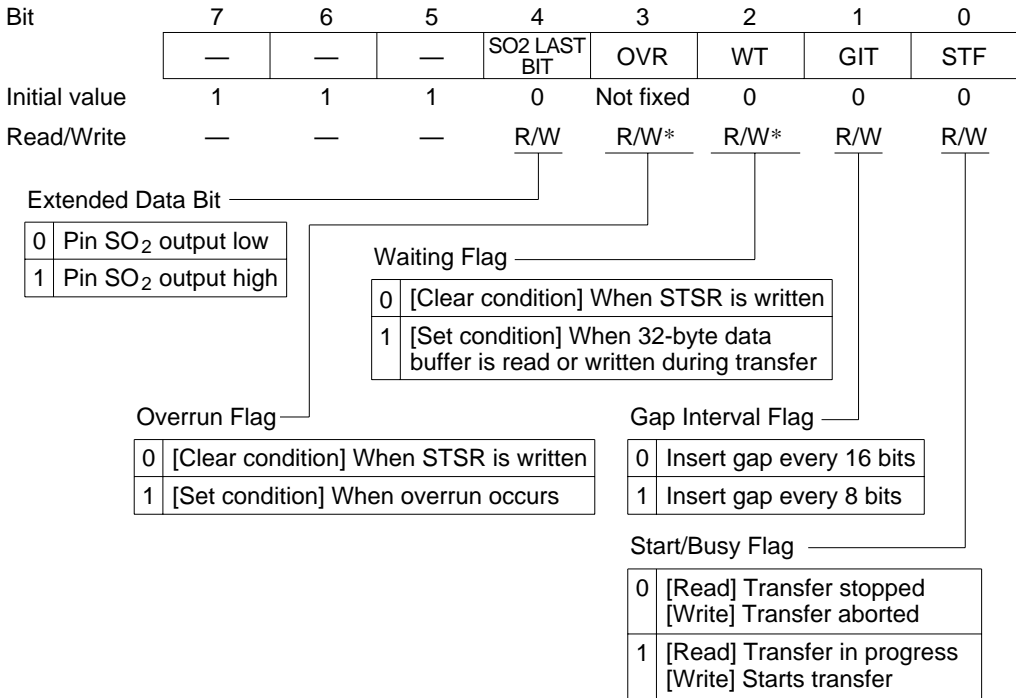 Bit 7 6 5 4 3 2 1 0
— — — SO2 LAST BIT OVR WT GIT STF
Initial value 1 1 1 0 Not fixed 0 0 0
Read/Write — — — R/W R/W* R/W* R/W R/W
Extended Data Bit
0 Pin SO2 output low
1 Pin SO2 output high
Waiting Flag
0 [Clear condition] When STSR is written
1 [Set condition] When 32-byte data
buffer is read or written during transfer
Overrun Flag
0 [Clear condition] When STSR is written
1 [Set condition] When overrun occurs
Gap Interval Flag
0 Insert gap every 16 bits
1 Insert gap every 8 bits
Start/Busy Flag
0 [Read] Transfer stopped
[Write] Transfer aborted
1 [Read] Transfer in progress
[Write] Starts transfer